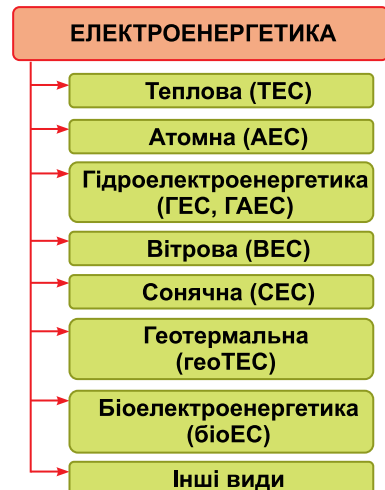 ЕЛЕКТРОЕНЕРГЕТИКА
Теплова (ТЕС)
Атомна (АЕС)
Гідроелектроенергетика
(ГЕС, ГАЕС)
Вітрова (ВЕС)
Сонячна (СЕС)
Геотермальна
(геоТЕС)
Біоелектроенергетика
(біоЕС)
Інші види